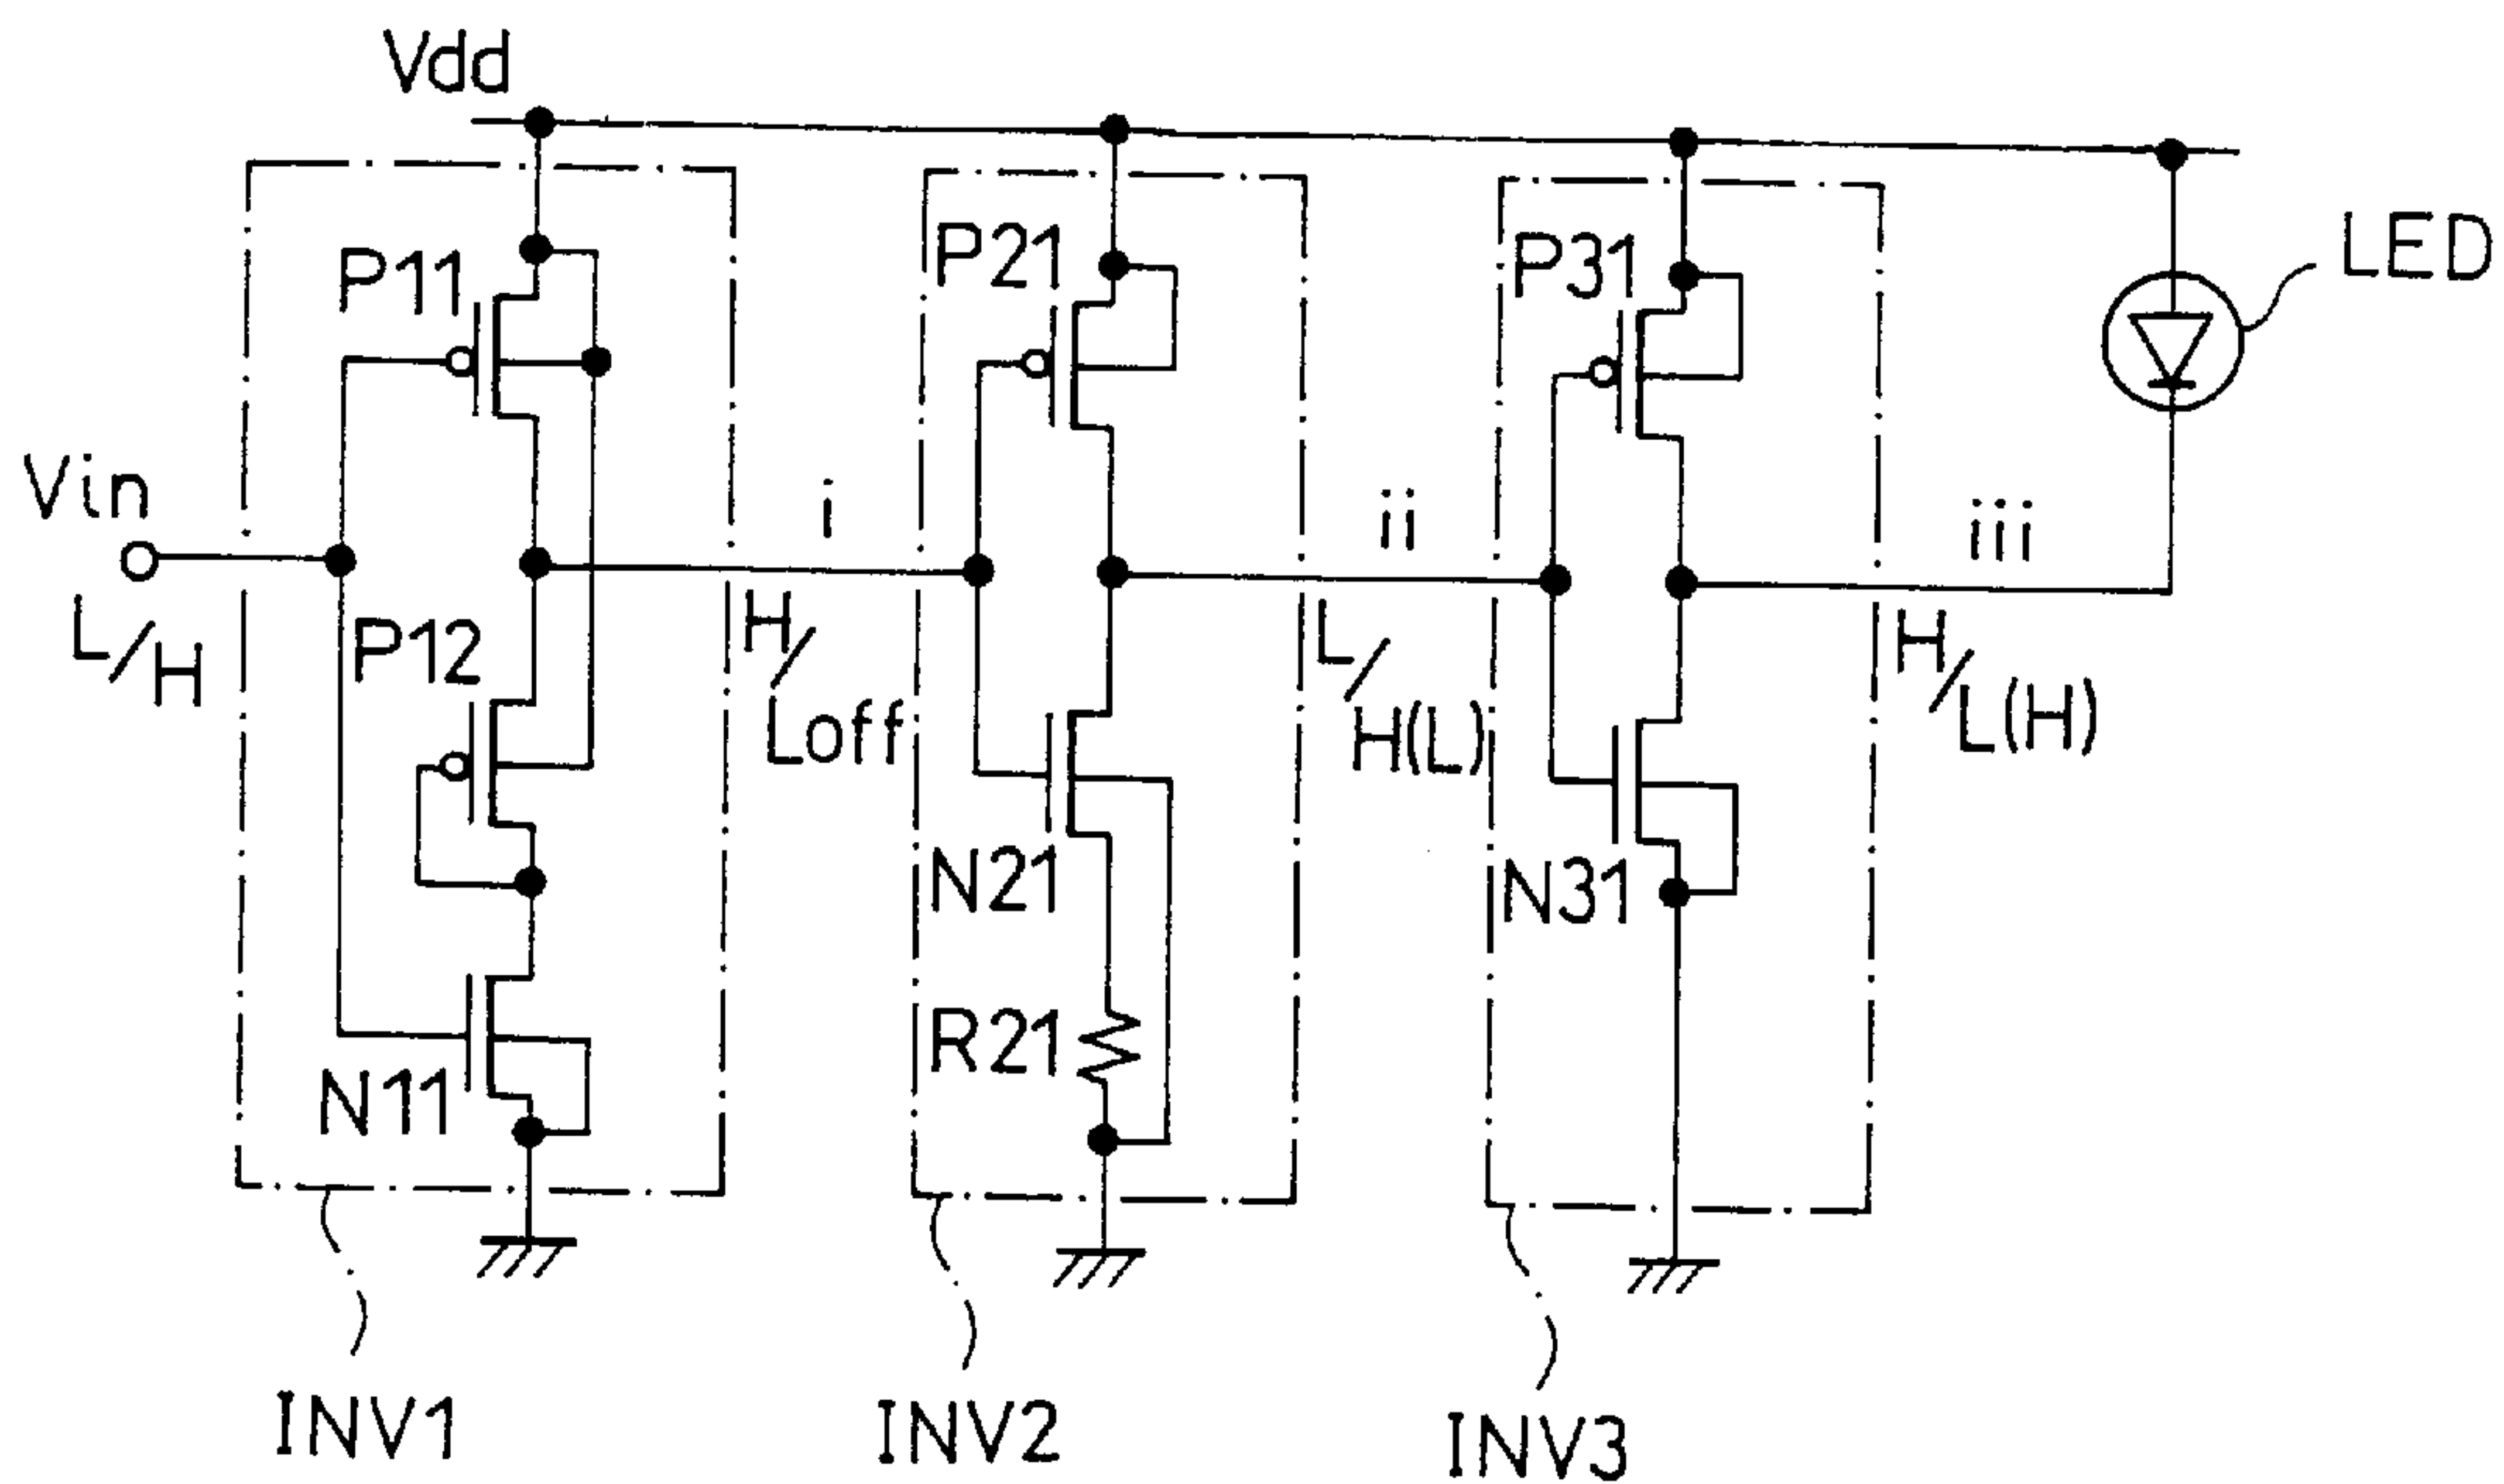 Vdd
P11
P21
P31
LED
Vin
i
ii
iii
L/H
P12
H/Loff
L/H(L)
H/L(H)
N21
N31
R21
N11
INV1
INV2
INV3